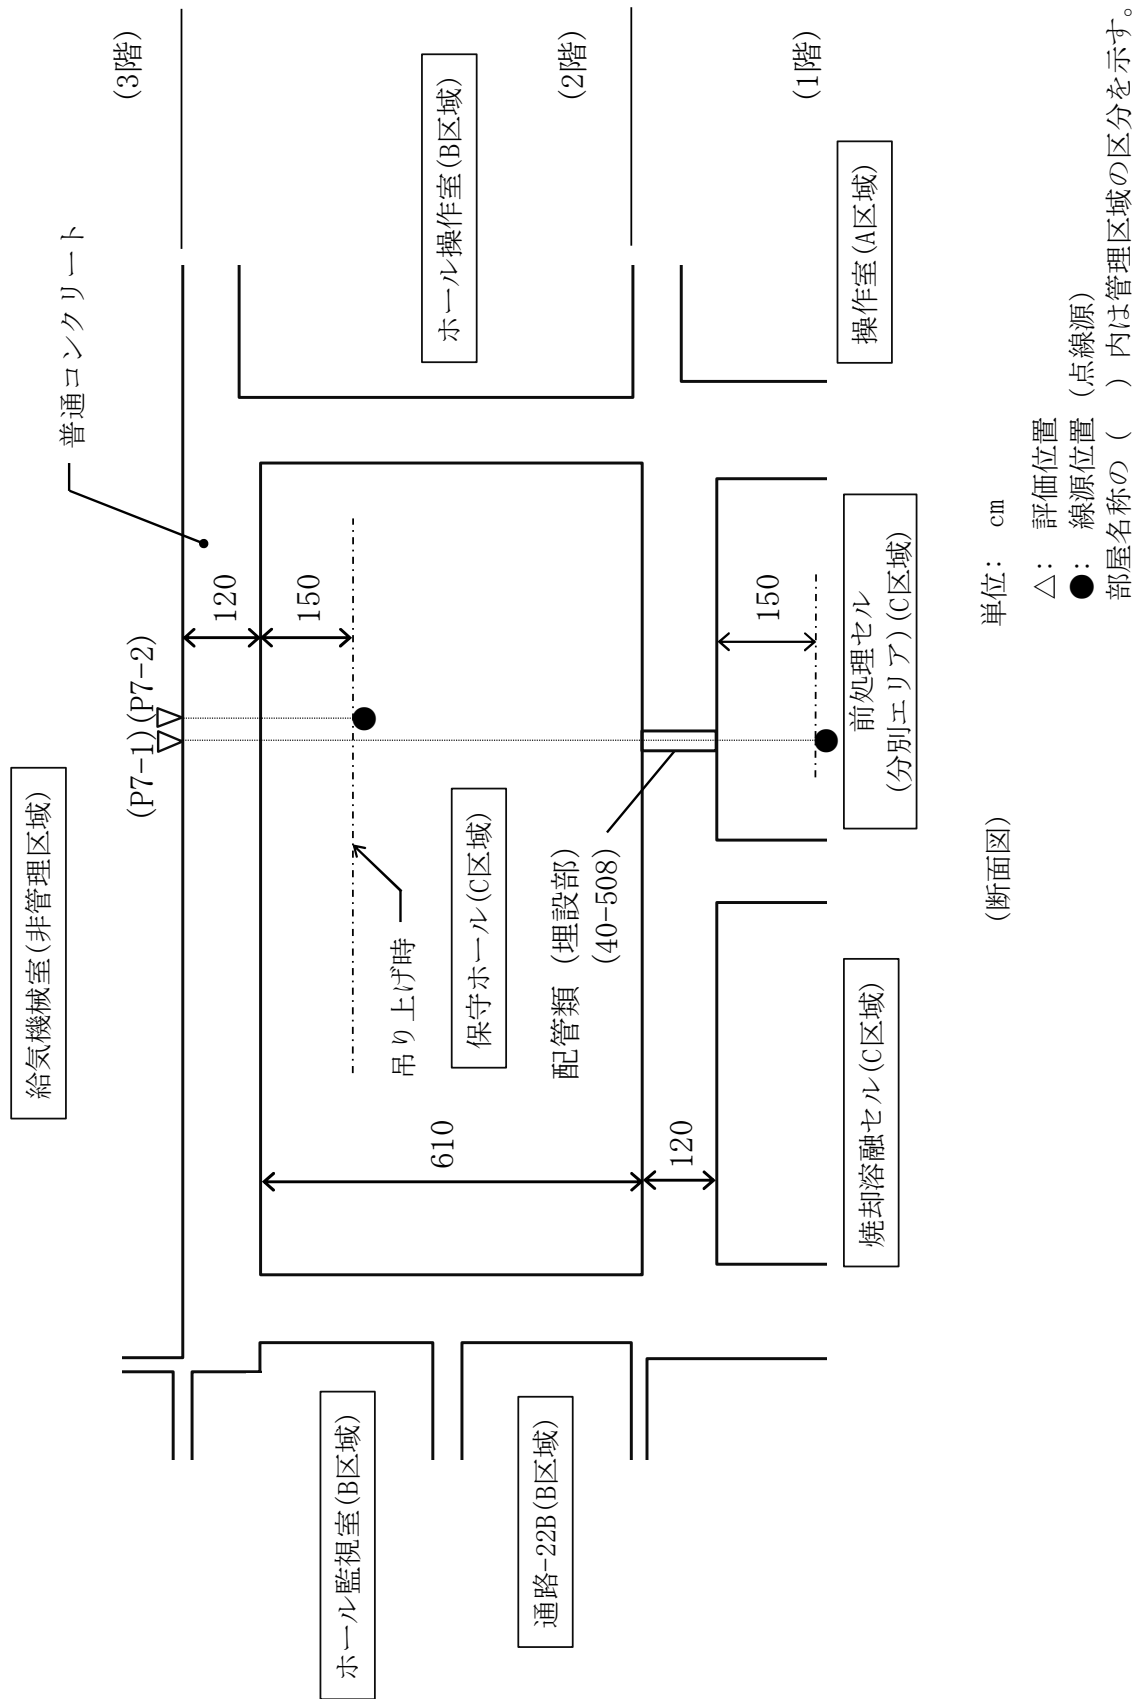 給気機械室(非管理区域)
(P7-1)(P7-2)
普通コンクリート
(3階)
120
150
吊り上げ時
ホール監視室(B区域)
保守ホール(C区域)
ホール操作室(B区域)
610
配管類 (埋設部)
(40-508)
(2階)
通路-22B(B区域)
120
150
焼却溶融セル(C区域)
前処理セル
(分別エリア)(C区域)
操作室(A区域)
(1階)
(断面図)
単位: cm
△: 評価位置
●: 線源位置 (点線源)
部屋名称の ( ) 内は管理区域の区分を示す。